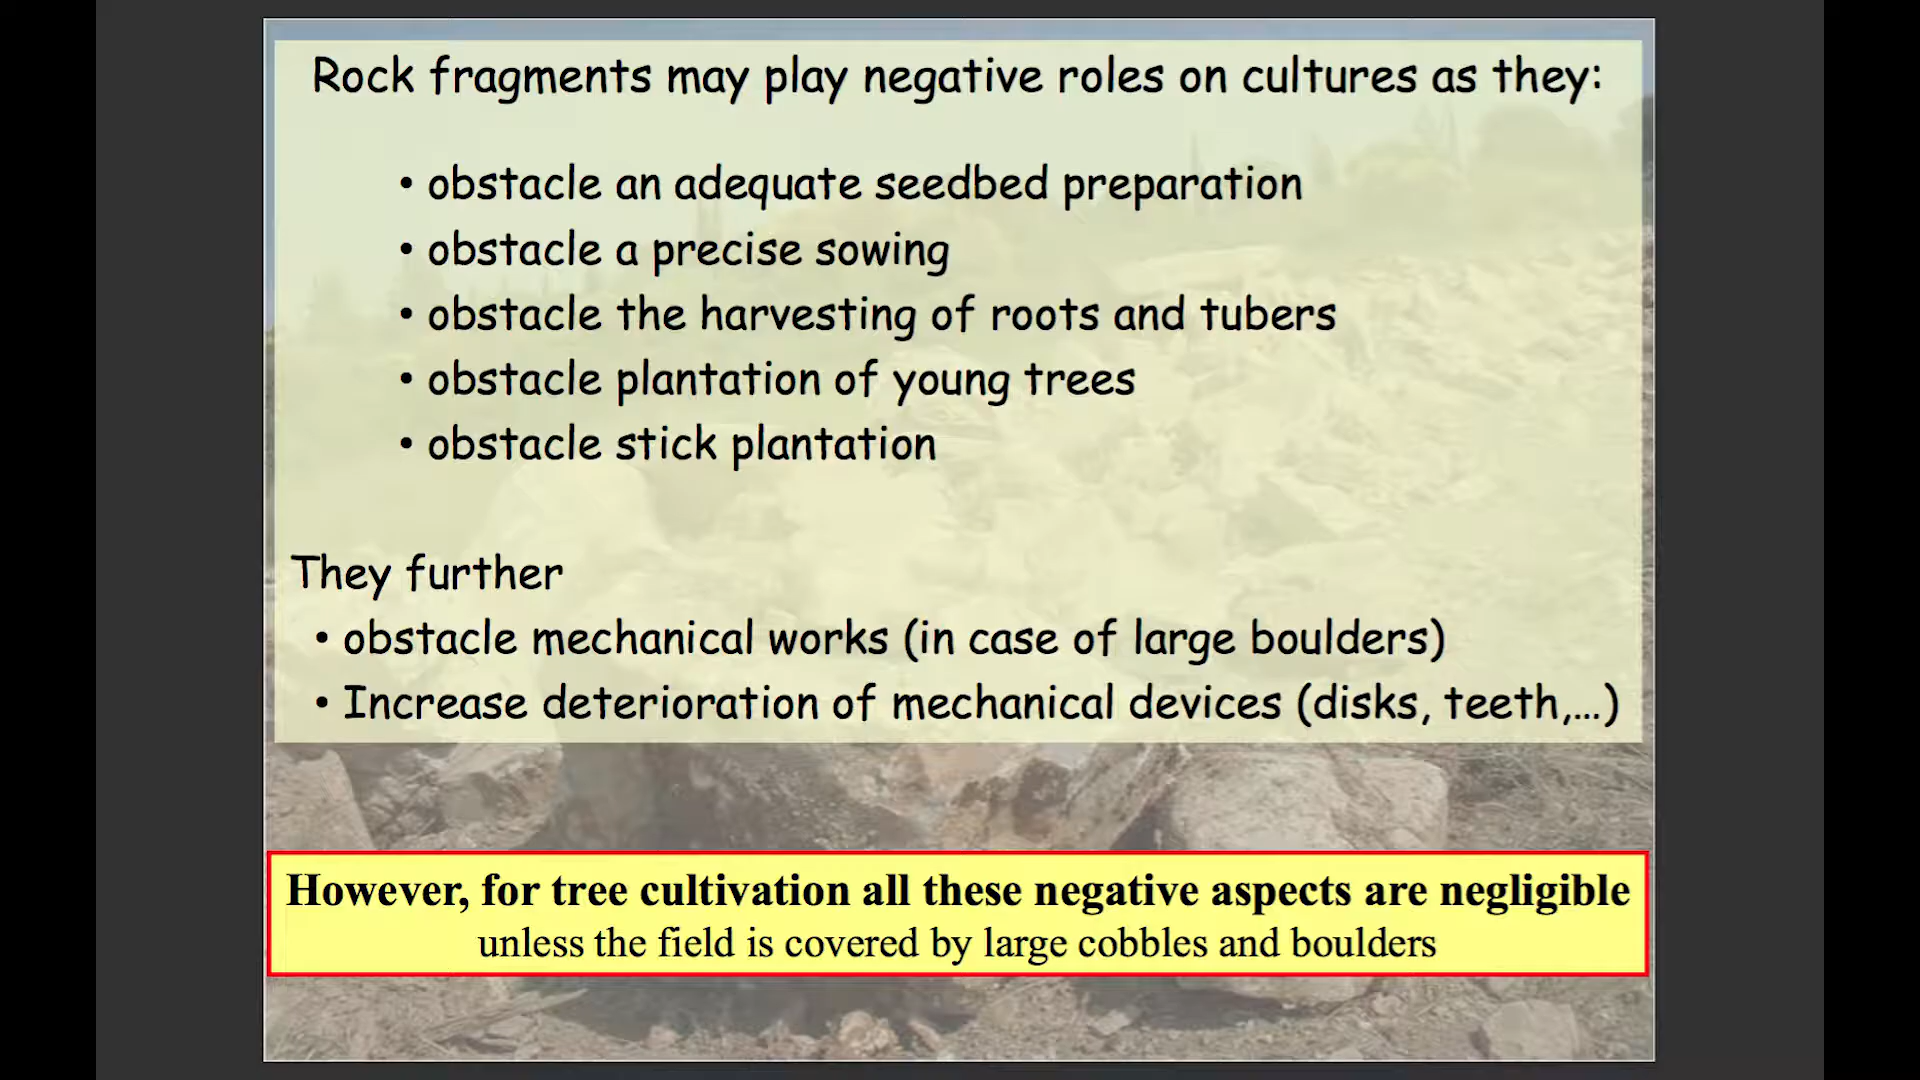 Rock fragments may play negative roles on cultures as they:
• obstacle an adequate seedbed preparation
• obstacle a precise sowing
• obstacle the harvesting of roots and tubers
• obstacle plantation of young trees
• obstacle stick plantation
They further
• obstacle mechanical works (in case of large boulders)
• Increase deterioration of mechanical devices (disks, teeth,...)
However, for tree cultivation all these negative aspects are negligible
unless the field is covered by large cobbles and boulders